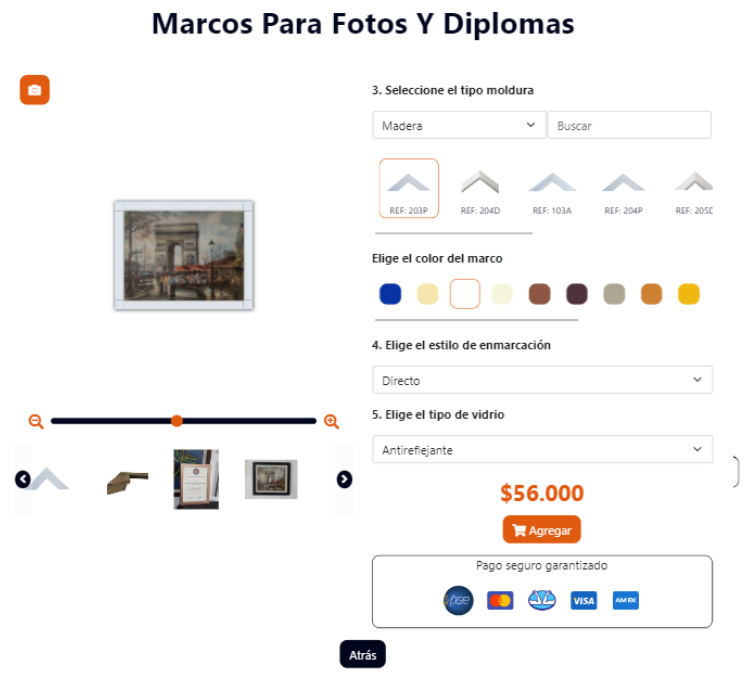 Marcos Para Fotos Y Diplomas
3. Seleccione el tipo moldura
Madera
Buscar
REF: 203P
REF: 204D
REF: 103A
REF: 204P
REF: 205D
Elige el color del marco
4. Elige el estilo de enmarcación
Directo
5. Elige el tipo de vidrio
Antireflejante
$56.000
Agregar
Pago seguro garantizado
pse
VISA
AMEX
Atrás